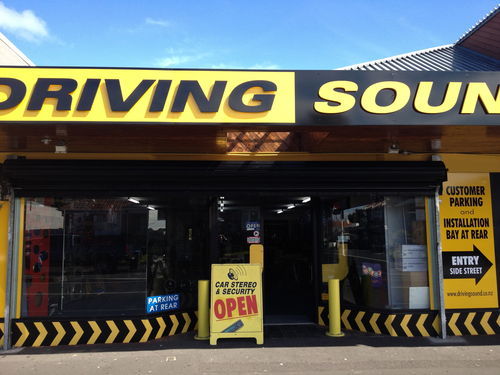 DRIVING SOUN
CUSTOMER
PARKING
and
INSTALLATION
BAY AT REAR
ENTRY
SIDE STREET
www.drivingsound.co.nz
OPEN
CAR STEREO
& SECURITY
OPEN
PARKING
AT REAR